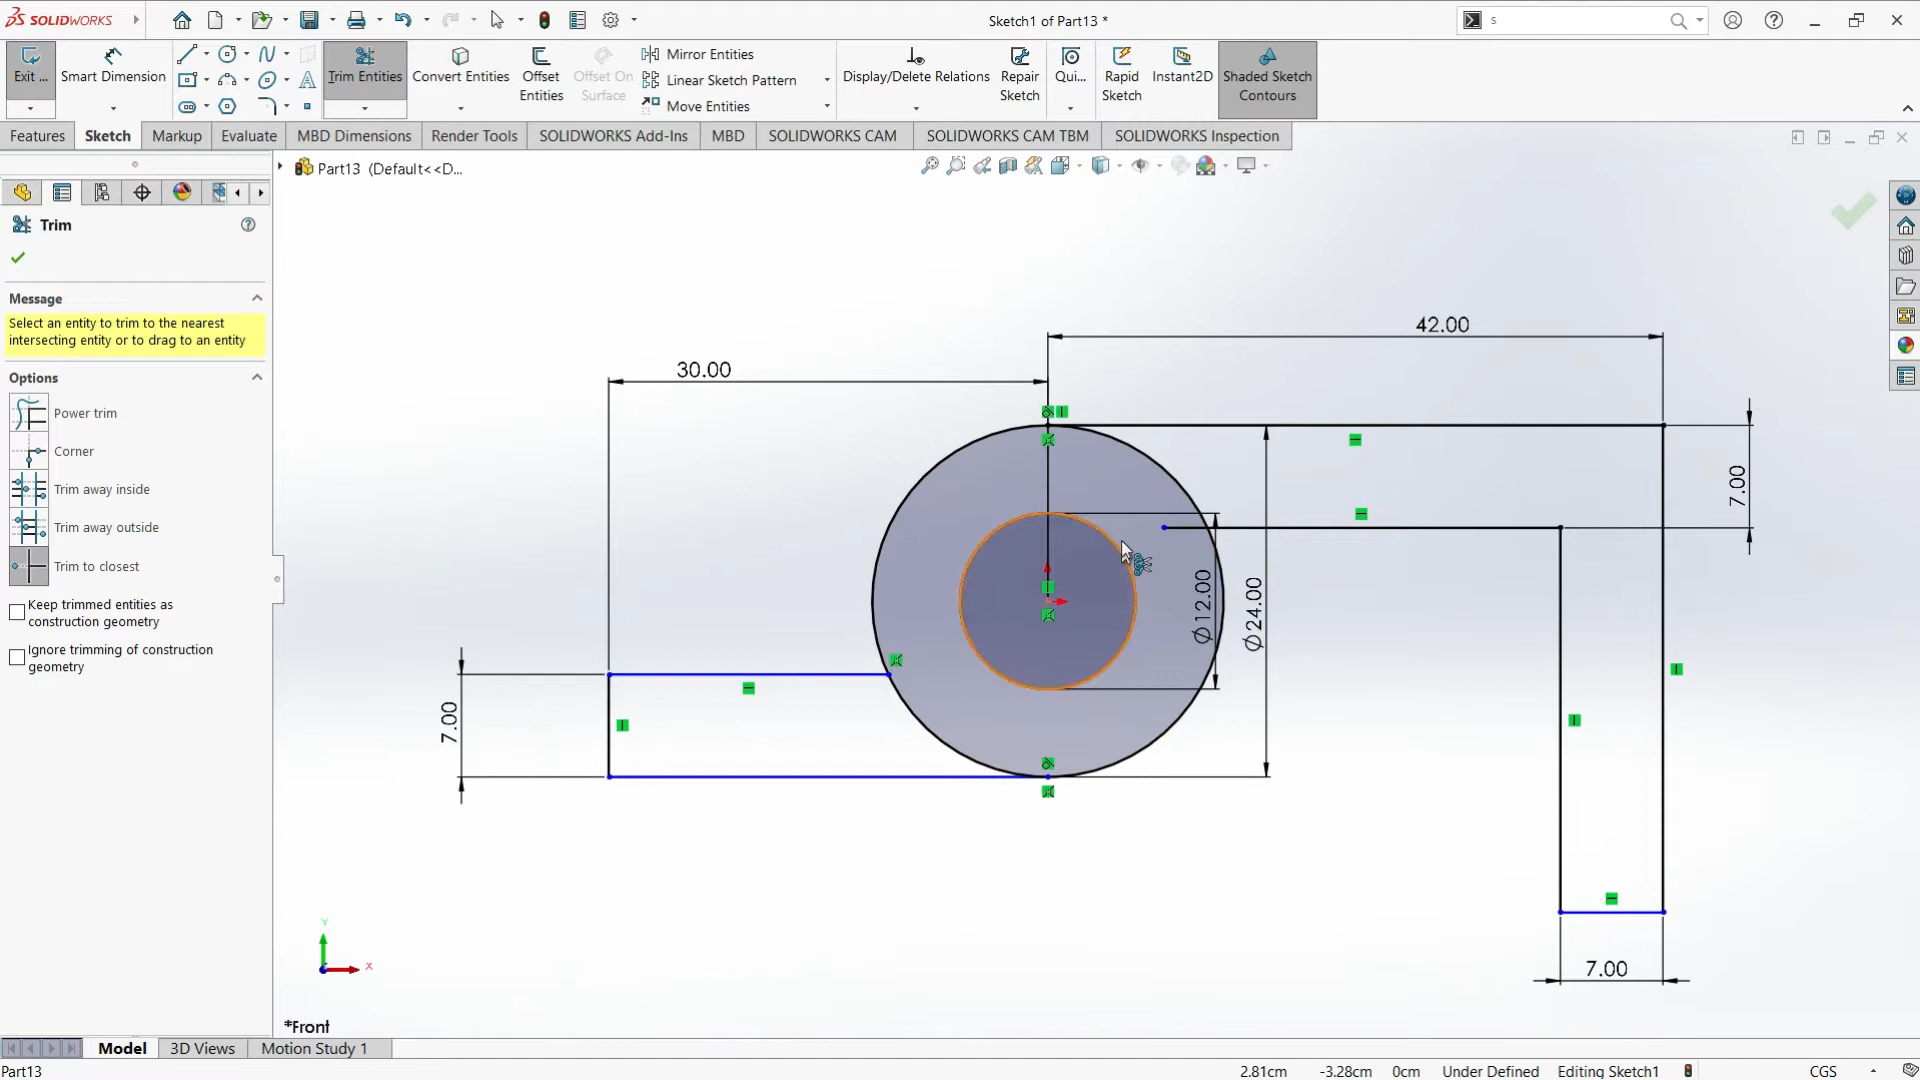 SOLIDWORKS
Sketch1 of Part13 *
s
Exit ...
Smart Dimension
Trim Entities
Convert Entities
Offset Entities
Offset On Surface
Mirror Entities
Linear Sketch Pattern
Move Entities
Display/Delete Relations
Repair Sketch
Qui...
Rapid Sketch
Instant2D
Shaded Sketch Contours
Features
Sketch
Markup
Evaluate
MBD Dimensions
Render Tools
SOLIDWORKS Add-Ins
MBD
SOLIDWORKS CAM
SOLIDWORKS CAM TBM
SOLIDWORKS Inspection
Part13 (Default<<D...
Trim
Message
Select an entity to trim to the nearest
intersecting entity or to drag to an entity
Options
Power trim
Corner
Trim away inside
Trim away outside
Trim to closest
Keep trimmed entities as
construction geometry
Ignore trimming of construction
geometry
42.00
30.00
7.00
∅12.00
∅24.00
7.00
7.00
Y
X
*Front
Model
3D Views
Motion Study 1
Part13
2.81cm
-3.28cm
0cm
Under Defined
Editing Sketch1
CGS